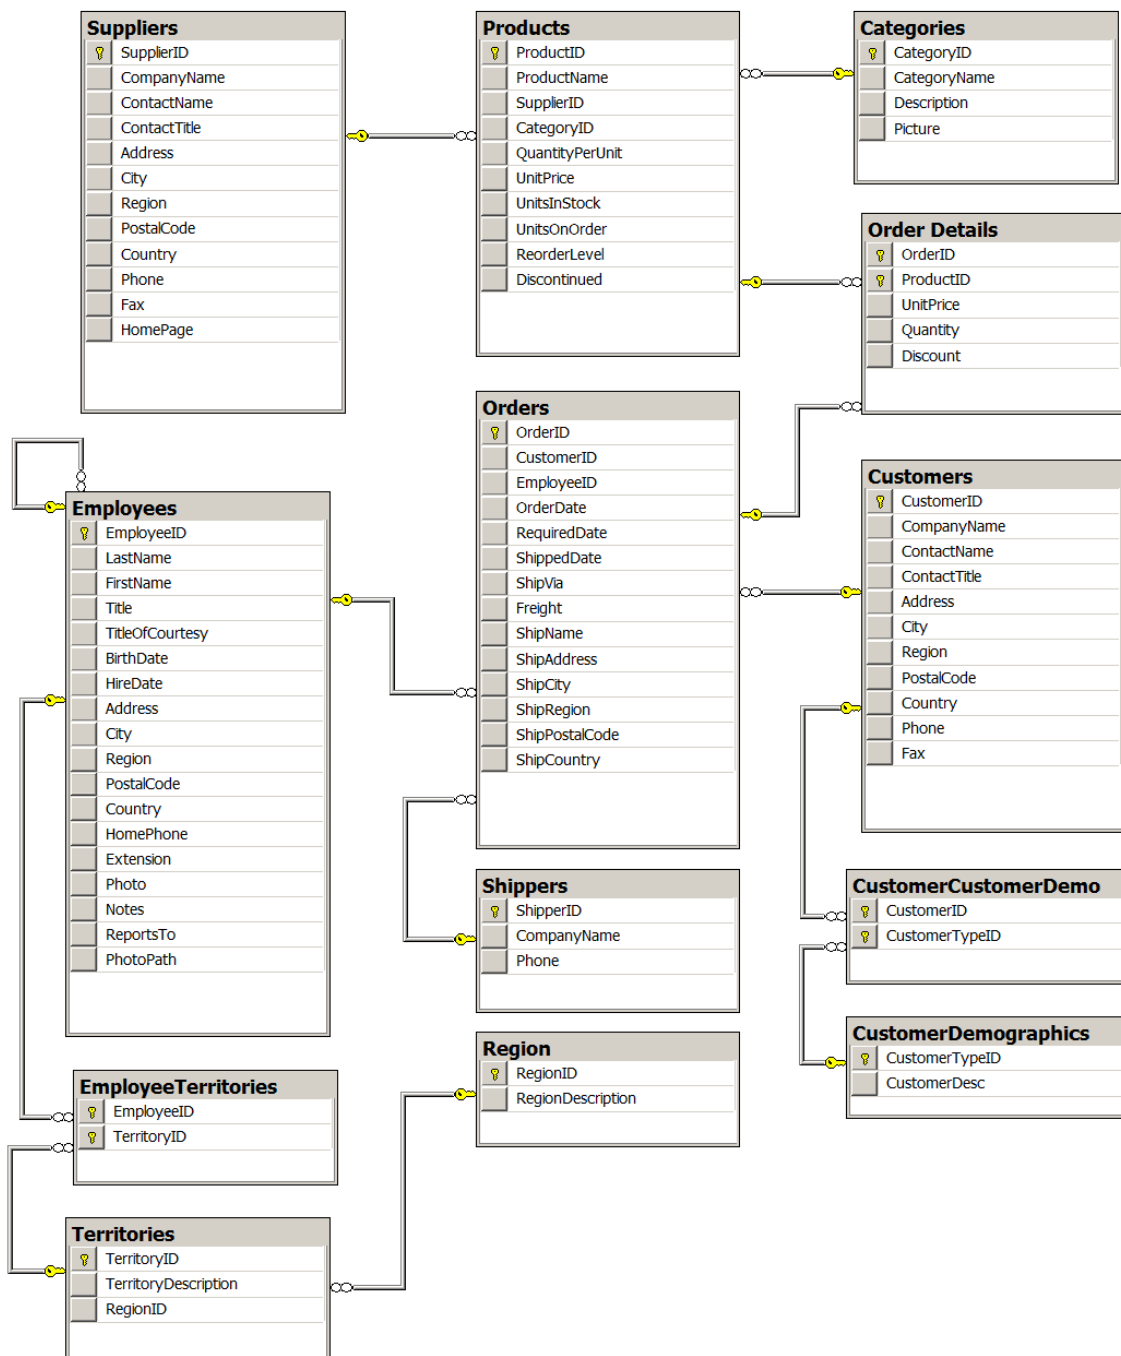 Suppliers
SupplierID
CompanyName
ContactName
ContactTitle
Address
City
Region
PostalCode
Country
Phone
Fax
HomePage
Products
ProductID
ProductName
SupplierID
CategoryID
QuantityPerUnit
UnitPrice
UnitsInStock
UnitsOnOrder
ReorderLevel
Discontinued
Categories
CategoryID
CategoryName
Description
Picture
Order Details
OrderID
ProductID
UnitPrice
Quantity
Discount
Employees
EmployeeID
LastName
FirstName
Title
TitleOfCourtesy
BirthDate
HireDate
Address
City
Region
PostalCode
Country
HomePhone
Extension
Photo
Notes
ReportsTo
PhotoPath
Orders
OrderID
CustomerID
EmployeeID
OrderDate
RequiredDate
ShippedDate
ShipVia
Freight
ShipName
ShipAddress
ShipCity
ShipRegion
ShipPostalCode
ShipCountry
Customers
CustomerID
CompanyName
ContactName
ContactTitle
Address
City
Region
PostalCode
Country
Phone
Fax
Shippers
ShipperID
CompanyName
Phone
CustomerCustomerDemo
CustomerID
CustomerTypeID
CustomerDemographics
CustomerTypeID
CustomerDesc
Region
RegionID
RegionDescription
EmployeeTerritories
EmployeeID
TerritoryID
Territories
TerritoryID
TerritoryDescription
RegionID